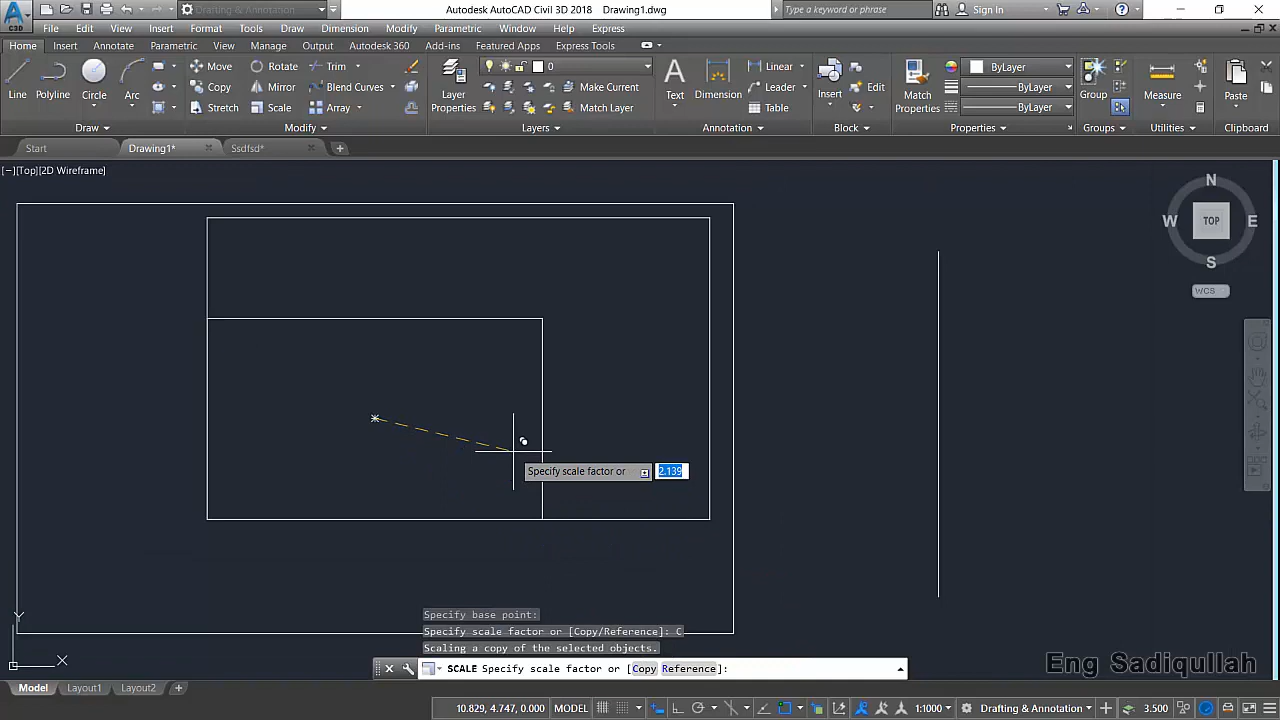 Drafting & Annotation
Autodesk AutoCAD Civil 3D 2018 Drawing1.dwg
Type a keyword or phrase
Sign In
C3D
File Edit View Insert Format Tools Draw Dimension Modify Parametric Window Help Express
Home Insert Annotate Parametric View Manage Output Autodesk 360 Add-ins Featured Apps Express Tools
Move Rotate Trim
Copy Mirror Blend Curves
Stretch Scale Array
Line Polyline Circle Arc
Layer Properties
0
Make Current
Match Layer
Text Dimension
Linear
Leader
Table
Insert
Edit
Match Properties
ByLayer
ByLayer
ByLayer
Group
Measure
Paste
Draw Modify Layers Annotation Block Properties Groups Utilities Clipboard
Start Drawing1* Ssdfsd*
[−][Top][2D Wireframe]
N
W TOP E
S
WCS
Specify scale factor or 2.139
Specify base point:
Specify scale factor or [Copy/Reference]: C
Scaling a copy of the selected objects.
Y
X
SCALE Specify scale factor or [Copy Reference]:
Eng Sadiqullah
Model Layout1 Layout2
10.829, 4.747, 0.000 MODEL 1:1000 Drafting & Annotation 3.500